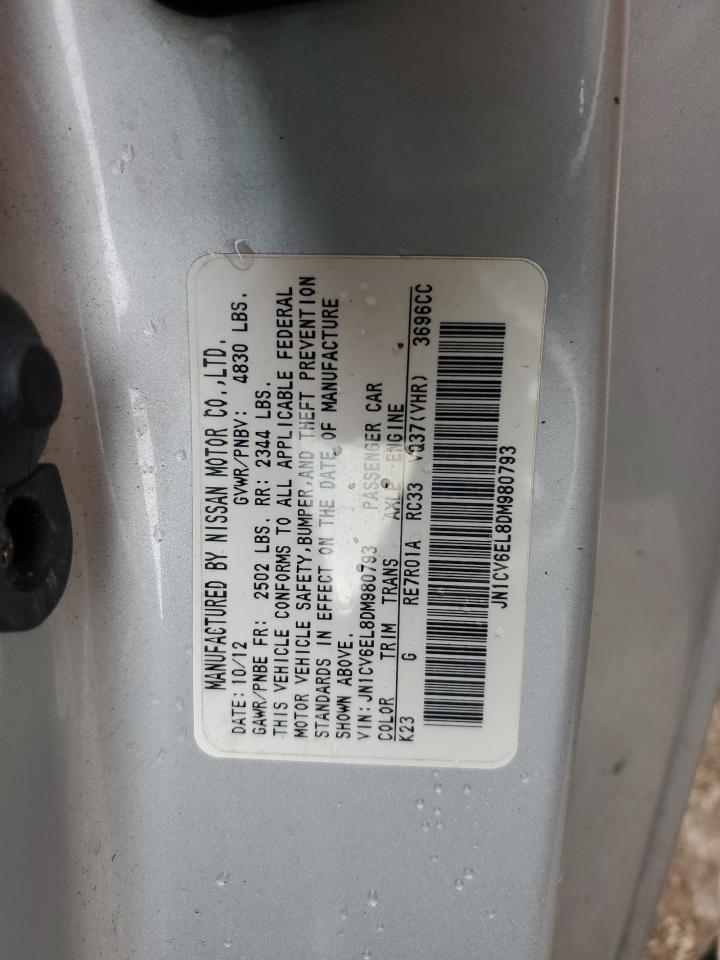 MANUFACTURED BY NISSAN MOTOR CO.,LTD.
DATE: 10/12 GVWR/PNBV: 4830 LBS.
GAWR/PNBE FR: 2502 LBS. RR: 2344 LBS.
THIS VEHICLE CONFORMS TO ALL APPLICABLE FEDERAL
MOTOR VEHICLE SAFETY,BUMPER,AND THEFT PREVENTION
STANDARDS IN EFFECT ON THE DATE OF MANUFACTURE
SHOWN ABOVE.
VIN:JN1CV6EL8DM980793 PASSENGER CAR
COLOR TRIM TRANS AXLE ENGINE
K23 G RE7R01A RC33 VQ37(VHR) 3696CC
JN1CV6EL8DM980793